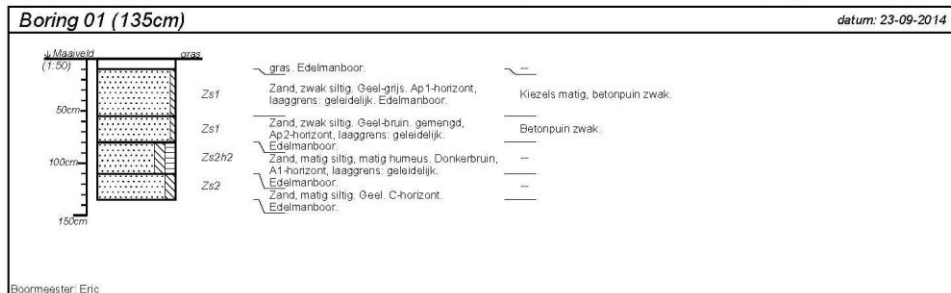 Boring 01 (135cm)
datum: 23-09-2014
Maaiveld
gras
(1:50)
gras. Edelmanboor.
--
Zs1
Zand, zwak siltig. Geel-grijs. Ap1-horizont,
laaggrens: geleidelijk. Edelmanboor.
Kiezels matig, betonpuin zwak.
50cm
Zs1
Zand, zwak siltig. Geel-bruin. gemengd,
Ap2-horizont, laaggrens: geleidelijk.
Edelmanboor.
Betonpuin zwak.
100cm
Zs2h2
Zand, matig siltig, matig humeus. Donkerbruin,
A1-horizont, laaggrens: geleidelijk.
Edelmanboor.
--
Zs2
Zand, matig siltig. Geel. C-horizont.
Edelmanboor.
--
150cm
Boormeester: Eric